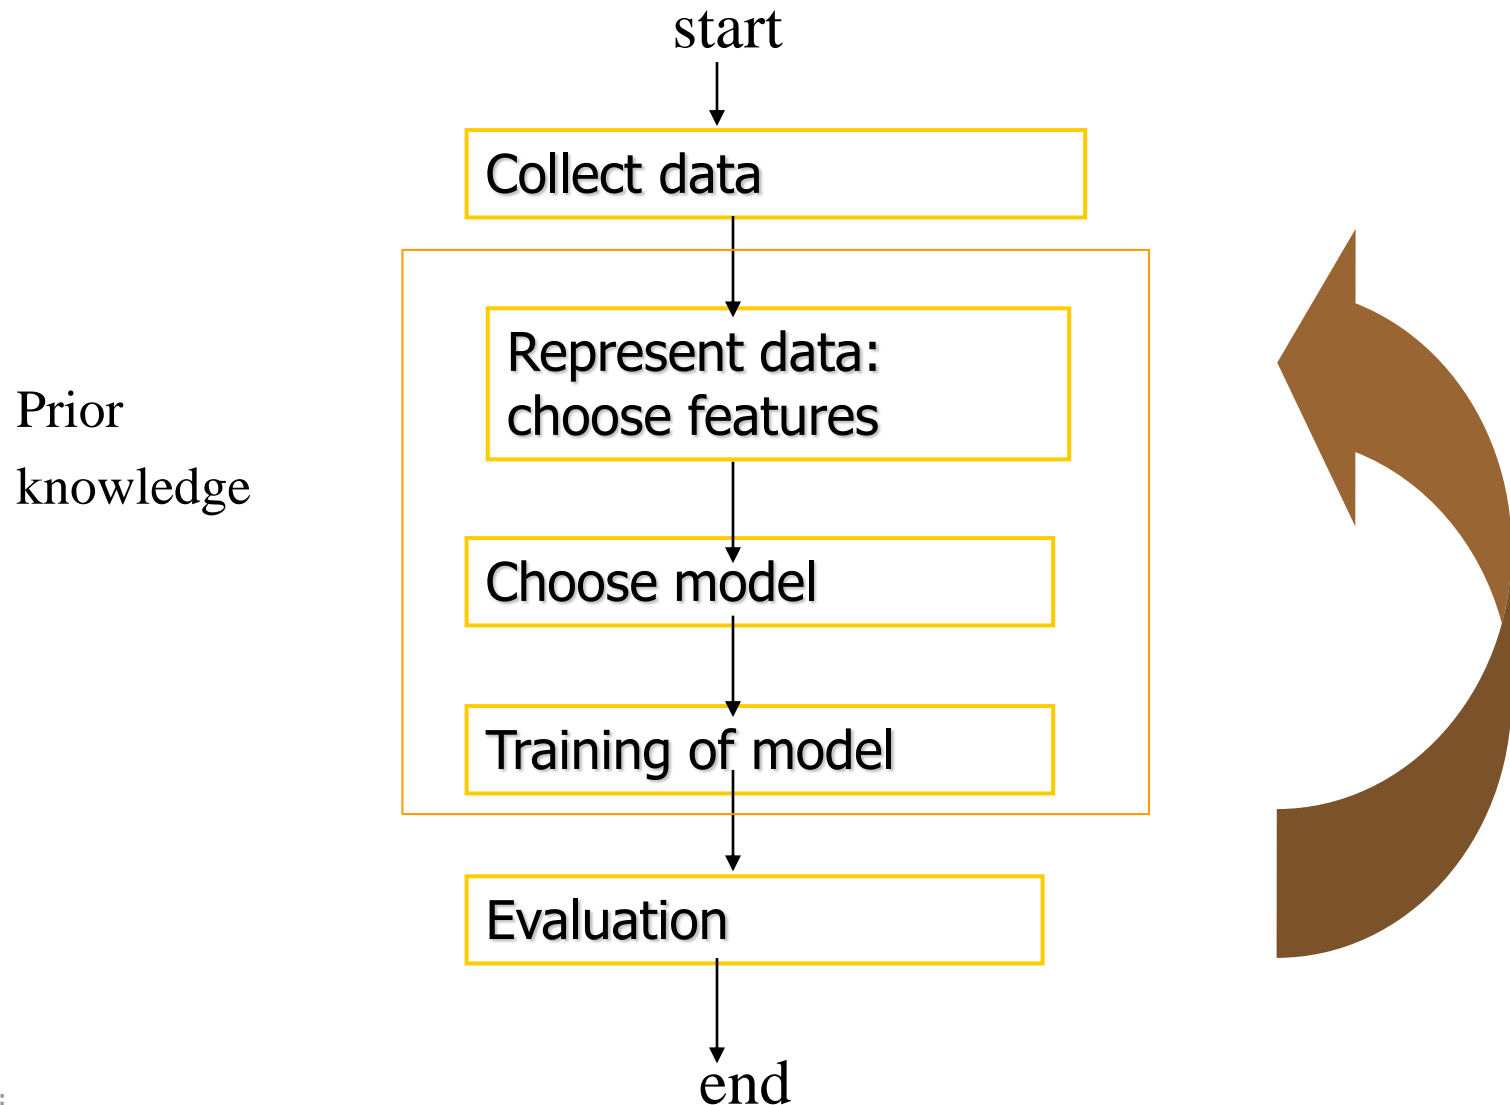 start
Collect data
Represent data:
choose features
Prior
knowledge
Choose model
Training of model
Evaluation
end